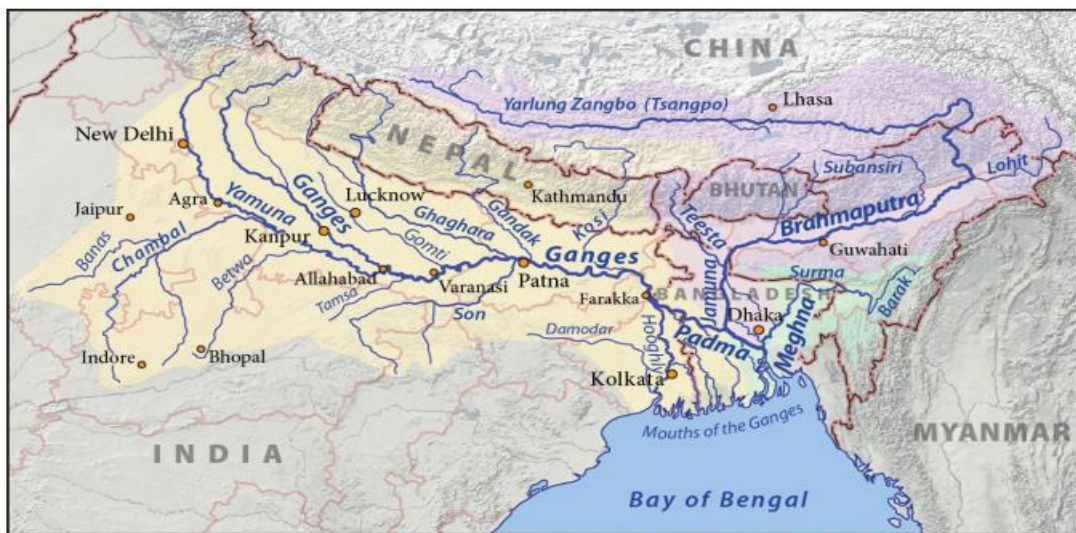 CHINA
Yarlung Zangbo (Tsangpo)
Lhasa
New Delhi
NEPAL
Subansiri
Lohit
BHUTAN
Kathmandu
Agra
Yamuna
Ganges
Lucknow
Jaipur
Ghaghara
Gandak
Kosi
Teesta
Brahmaputra
Banas
Chambal
Kanpur
Gomti
Guwahati
Betwa
Ganges
Allahabad
Varanasi
Patna
Surma
Tamsa
Son
Farakka
BANGLADESH
Jamuna
Barak
Dhaka
Meghna
Damodar
Hooghly
Padma
Indore
Bhopal
Kolkata
Mouths of the Ganges
INDIA
MYANMAR
Bay of Bengal